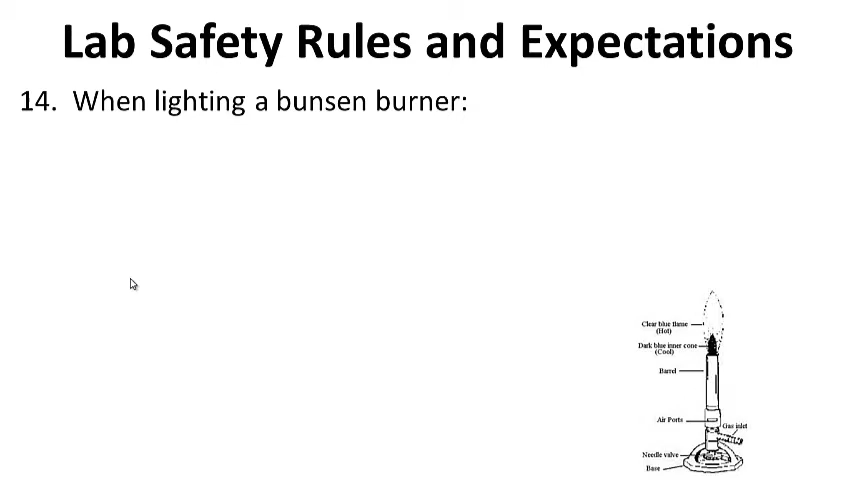 Lab Safety Rules and Expectations
14. When lighting a bunsen burner:
Clear blue flame
(Hot)
Dark blue inner cone
(Cool)
Barrel
Air Ports
Gas inlet
Needle valve
Base